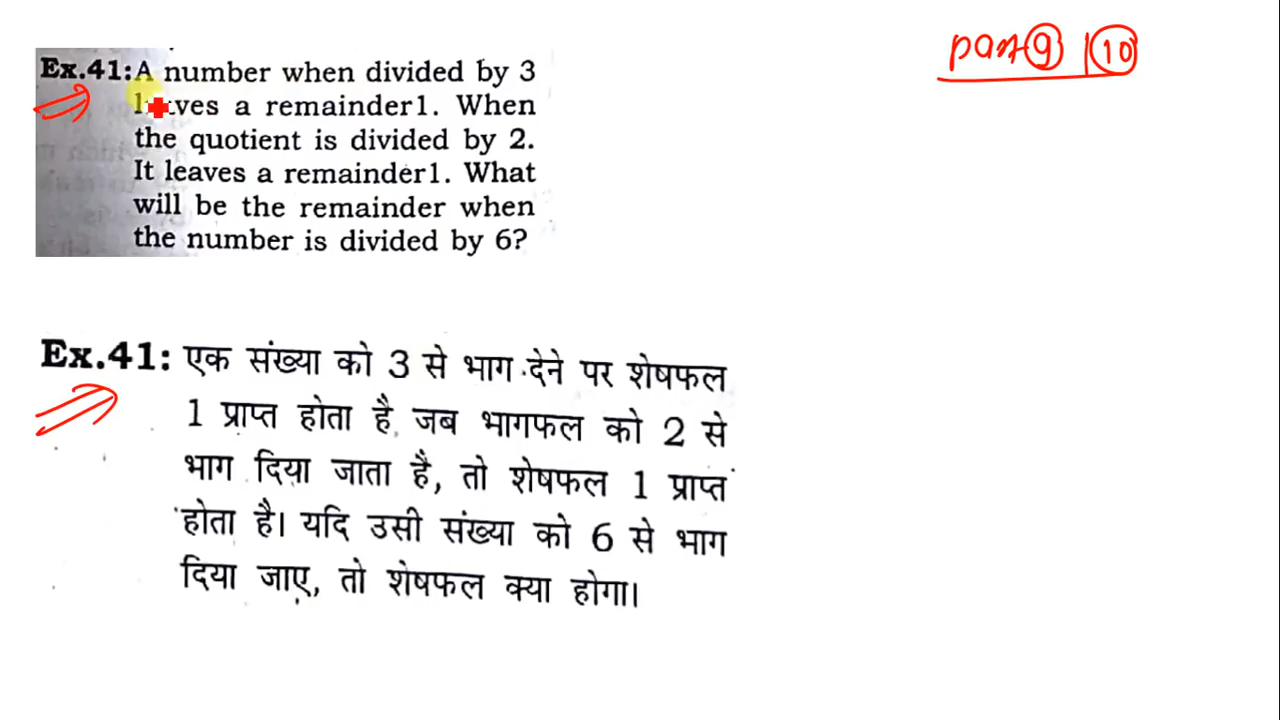 part 9 | 10
Ex.41: A number when divided by 3
leaves a remainder1. When
the quotient is divided by 2.
It leaves a remainder1. What
will be the remainder when
the number is divided by 6?
Ex.41: एक संख्या को 3 से भाग देने पर शेषफल
1 प्राप्त होता है, जब भागफल को 2 से
भाग दिया जाता है, तो शेषफल 1 प्राप्त
होता है। यदि उसी संख्या को 6 से भाग
दिया जाए, तो शेषफल क्या होगा।